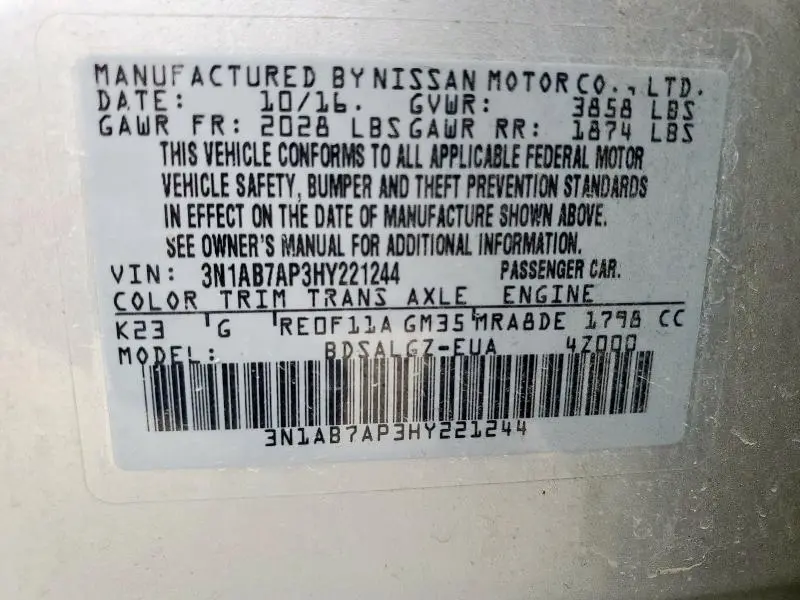 MANUFACTURED BY NISSAN MOTOR CO., LTD.
DATE: 10/16. GVWR: 3858 LBS
GAWR FR: 2028 LBS GAWR RR: 1874 LBS
THIS VEHICLE CONFORMS TO ALL APPLICABLE FEDERAL MOTOR
VEHICLE SAFETY, BUMPER AND THEFT PREVENTION STANDARDS
IN EFFECT ON THE DATE OF MANUFACTURE SHOWN ABOVE.
SEE OWNER'S MANUAL FOR ADDITIONAL INFORMATION.
VIN: 3N1AB7AP3HY221244 PASSENGER CAR.
COLOR TRIM TRANS AXLE ENGINE
K23 G RE0F11A GM35 MRA8DE 1798 CC
MODEL: BDSALGZ-EUA 4Z000
3N1AB7AP3HY221244